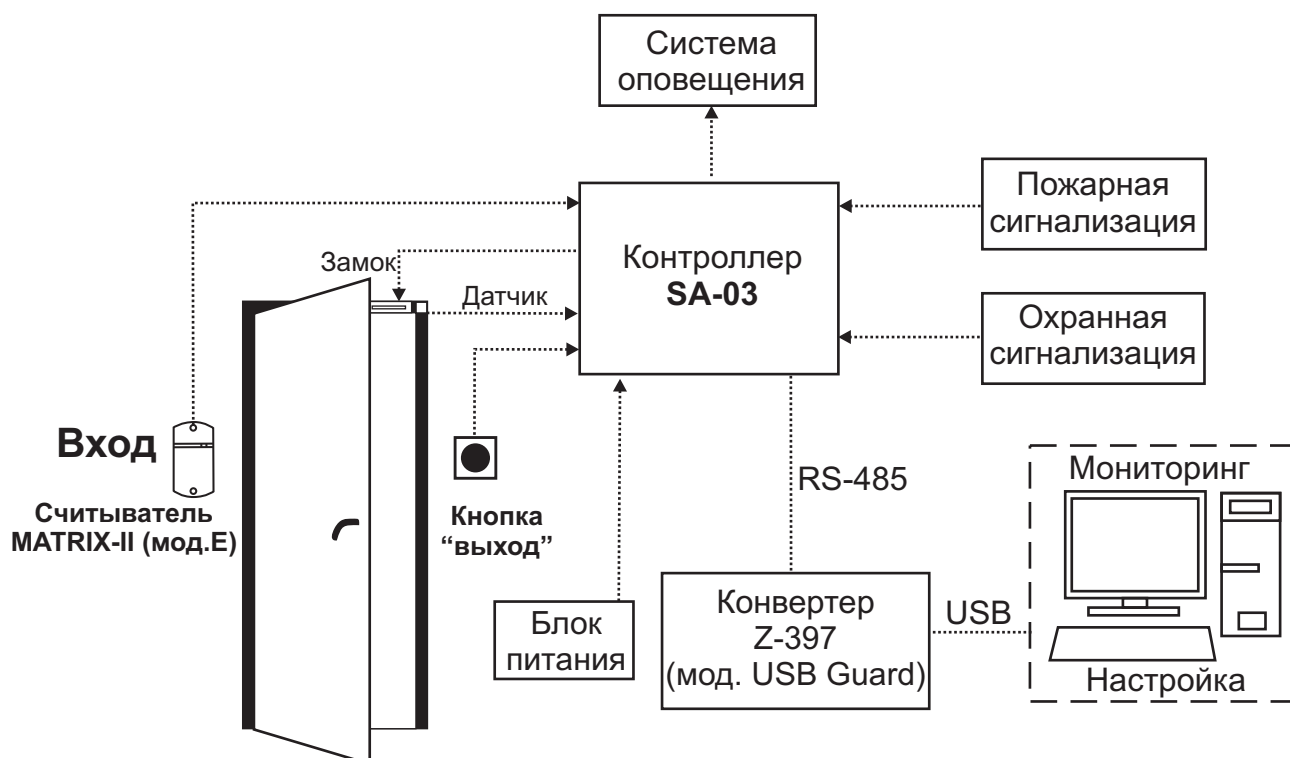 Система
оповещения
Пожарная
сигнализация
Контроллер
SA-03
Замок
Датчик
Охранная
сигнализация
Вход
Считыватель
MATRIX-II (мод.E)
Кнопка
“выход”
RS-485
Мониторинг
Блок
питания
Конвертер
Z-397
(мод. USB Guard)
USB
Настройка